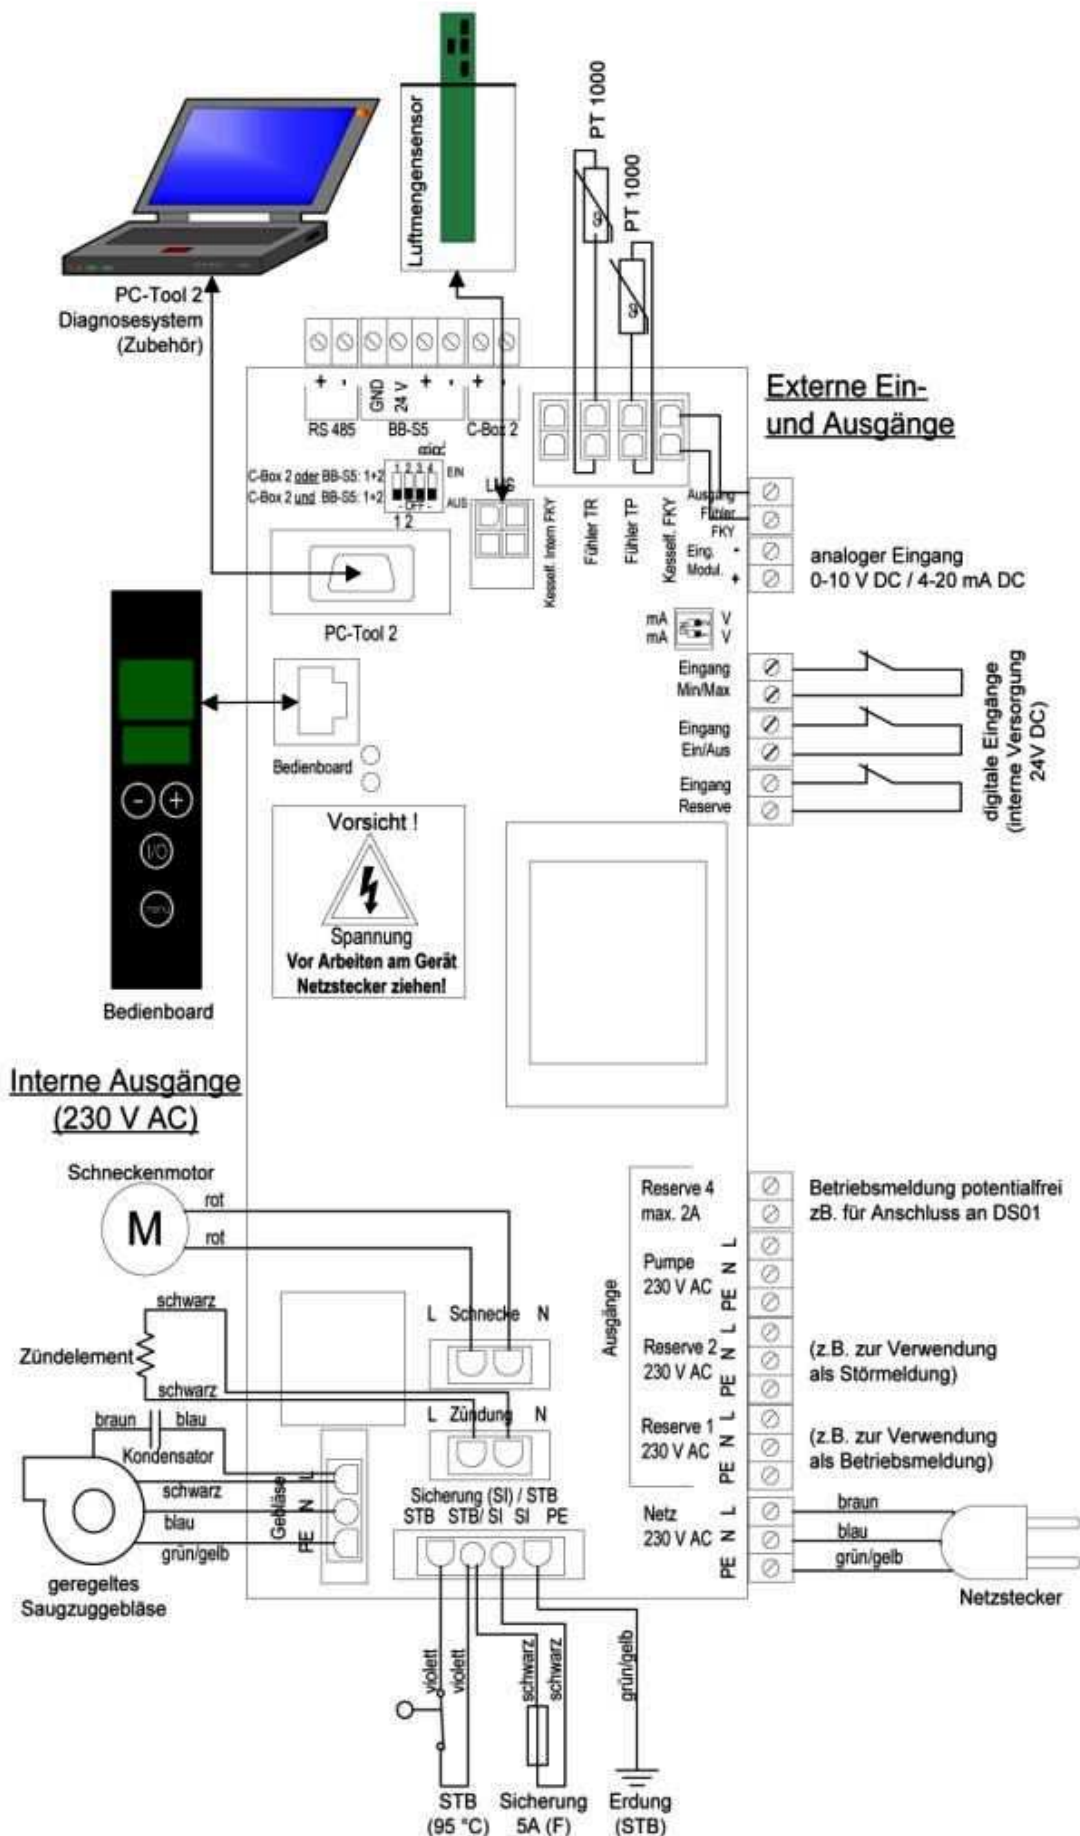 Luftmengensensor
PT 1000
PT 1000
PC-Tool 2
Diagnosesystem
(Zubehör)
Externe Ein-
und Ausgänge
+ - GND 24 V + - + -
RS 485 BB-S5 C-Box 2
C-Box 2 oder BB-S5: 1+2
C-Box 2 und BB-S5: 1+2
1 2 3 4
EIN
AUS
- OFF -
1 2
LMS
Kesself. Intern FKY
Fühler TR
Fühler TP
Kesself. FKY
Ausgang
Fühler
FKY
Eing. -
Modul. +
analoger Eingang
0-10 V DC / 4-20 mA DC
PC-Tool 2
mA V
mA V
Eingang
Min/Max
Eingang
Ein/Aus
Eingang
Reserve
digitale Eingänge
(interne Versorgung
24V DC)
Bedienboard
- +
I/O
menu
Bedienboard
Vorsicht !
Spannung
Vor Arbeiten am Gerät
Netzstecker ziehen!
Interne Ausgänge
(230 V AC)
Schneckenmotor
M
rot
rot
schwarz
Zündelement
schwarz
braun blau
Kondensator
schwarz
blau
grün/gelb
geregeltes
Saugzuggebläse
L Schnecke N
L Zündung N
Gebläse
PE N L
Sicherung (SI) / STB
STB STB/ SI SI PE
Ausgänge
Reserve 4
max. 2A
Betriebsmeldung potentialfrei
zB. für Anschluss an DS01
Pumpe
230 V AC
PE N L
Reserve 2
230 V AC
PE N L
(z.B. zur Verwendung
als Störmeldung)
Reserve 1
230 V AC
PE N L
(z.B. zur Verwendung
als Betriebsmeldung)
Netz
230 V AC
PE N L
braun
blau
grün/gelb
Netzstecker
violett
violett
schwarz
schwarz
grün/gelb
STB
(95 °C)
Sicherung
5A (F)
Erdung
(STB)